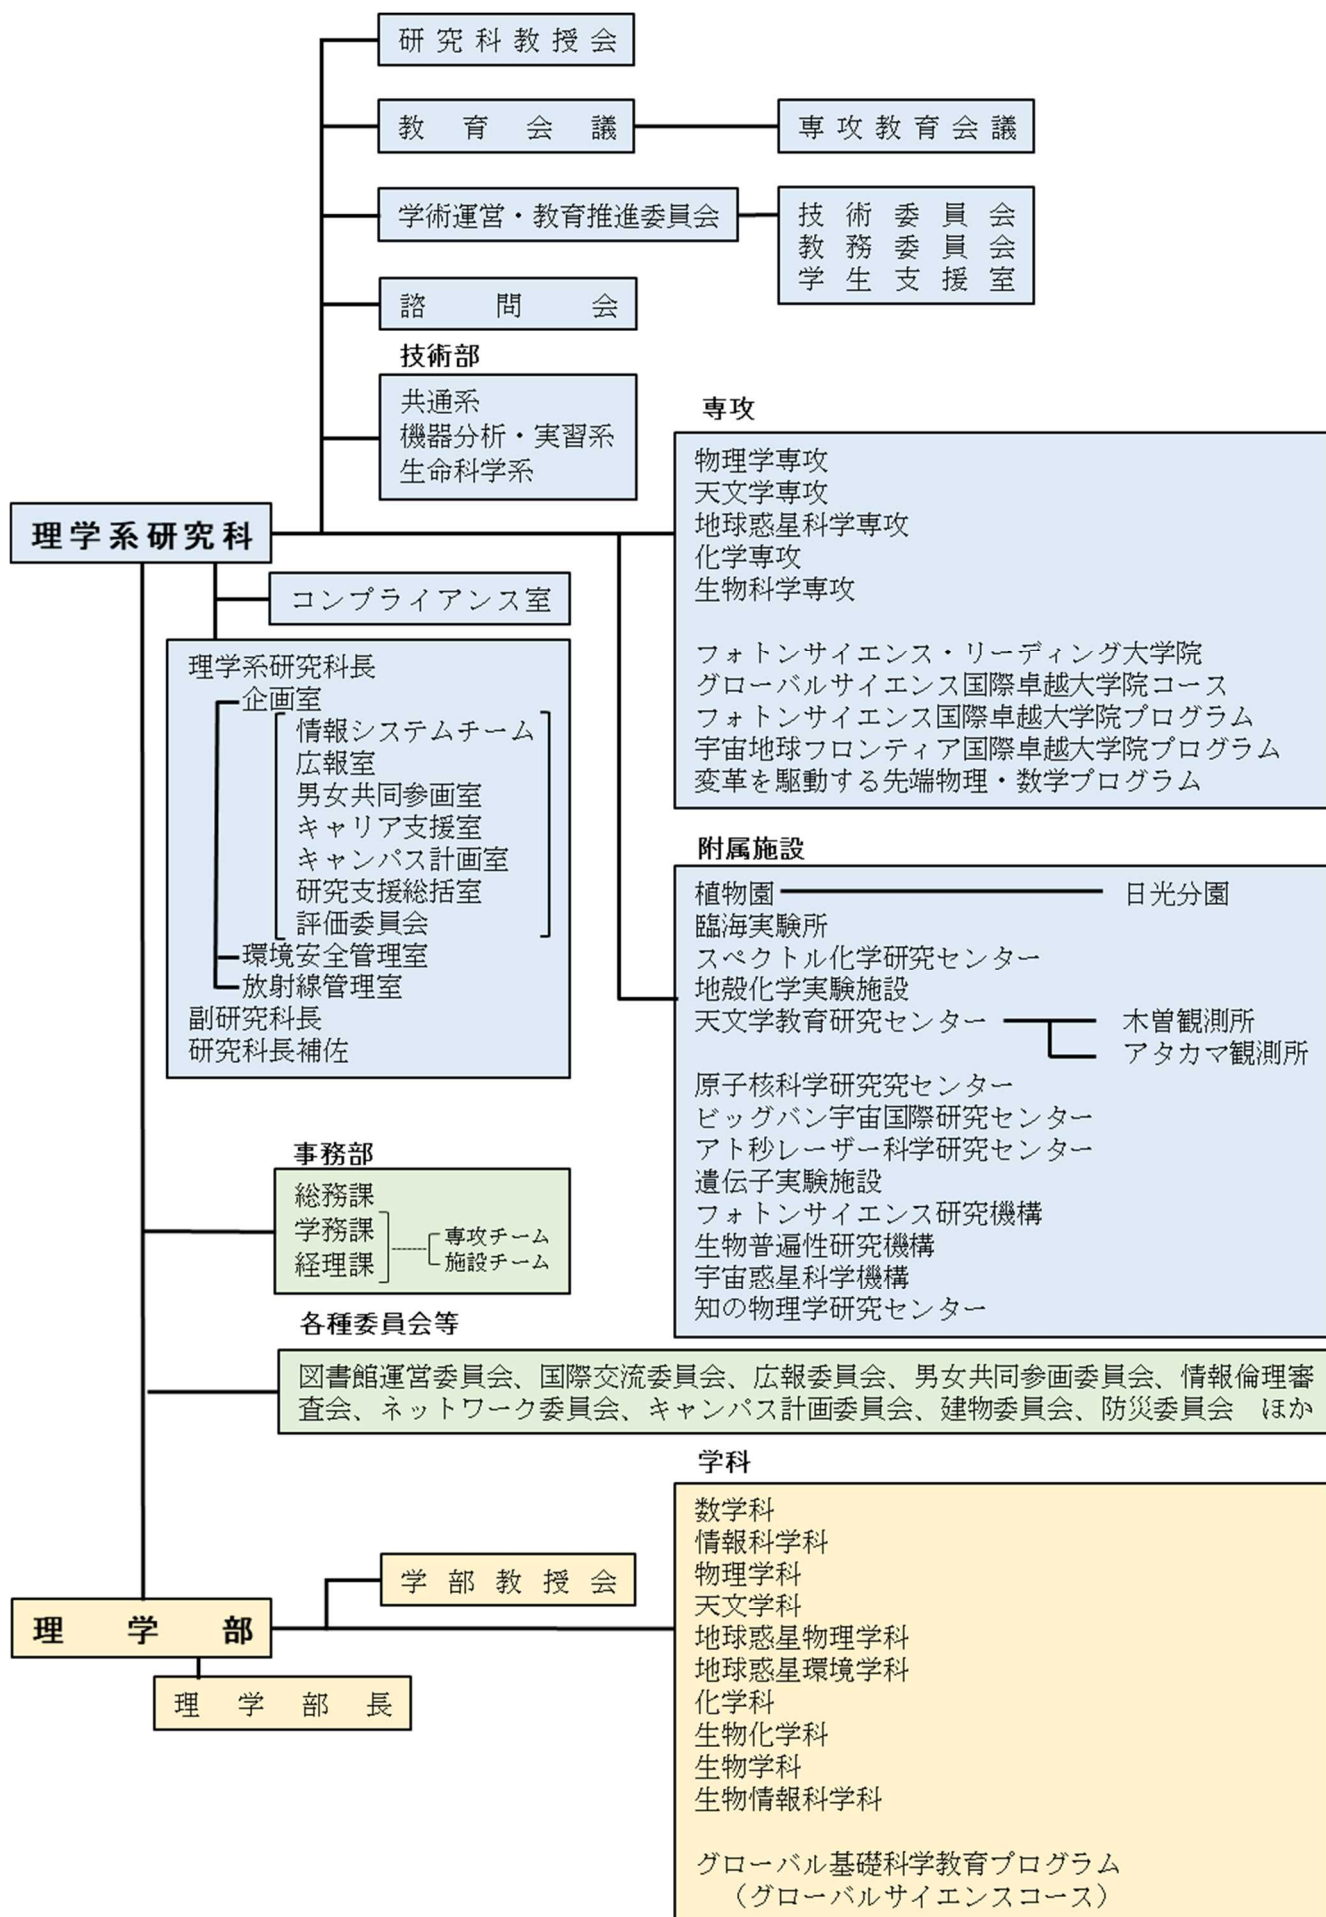 研究科教授会
教育会議
専攻教育会議
学術運営・教育推進委員会
技術委員会
教務委員会
学生支援室
諮問会
技術部
共通系
機器分析・実習系
生命科学系
専攻
物理学専攻
天文学専攻
地球惑星科学専攻
化学専攻
生物科学専攻
フォトンサイエンス・リーディング大学院
グローバルサイエンス国際卓越大学院コース
フォトンサイエンス国際卓越大学院プログラム
宇宙地球フロンティア国際卓越大学院プログラム
変革を駆動する先端物理・数学プログラム
理学系研究科
コンプライアンス室
理学系研究科長
企画室
情報システムチーム
広報室
男女共同参画室
キャリア支援室
キャンパス計画室
研究支援総括室
評価委員会
環境安全管理室
放射線管理室
副研究科長
研究科長補佐
附属施設
植物園
日光分園
臨海実験所
スペクトル化学研究センター
地殻化学実験施設
天文学教育研究センター
木曽観測所
アタカマ観測所
原子核科学研究究センター
ビッグバン宇宙国際研究センター
アト秒レーザー科学研究センター
遺伝子実験施設
フォトンサイエンス研究機構
生物普遍性研究機構
宇宙惑星科学機構
知の物理学研究センター
事務部
総務課
学務課
経理課
専攻チーム
施設チーム
各種委員会等
図書館運営委員会、国際交流委員会、広報委員会、男女共同参画委員会、情報倫理審
査会、ネットワーク委員会、キャンパス計画委員会、建物委員会、防災委員会　ほか
学科
数学科
情報科学科
物理学科
天文学科
地球惑星物理学科
地球惑星環境学科
化学科
生物化学科
生物学科
生物情報科学科
グローバル基礎科学教育プログラム
（グローバルサイエンスコース）
学部教授会
理学部
理学部長